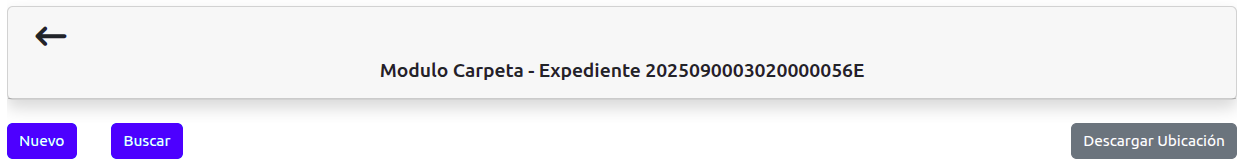 Modulo Carpeta - Expediente 2025090003020000056E
Nuevo Buscar Descargar Ubicación